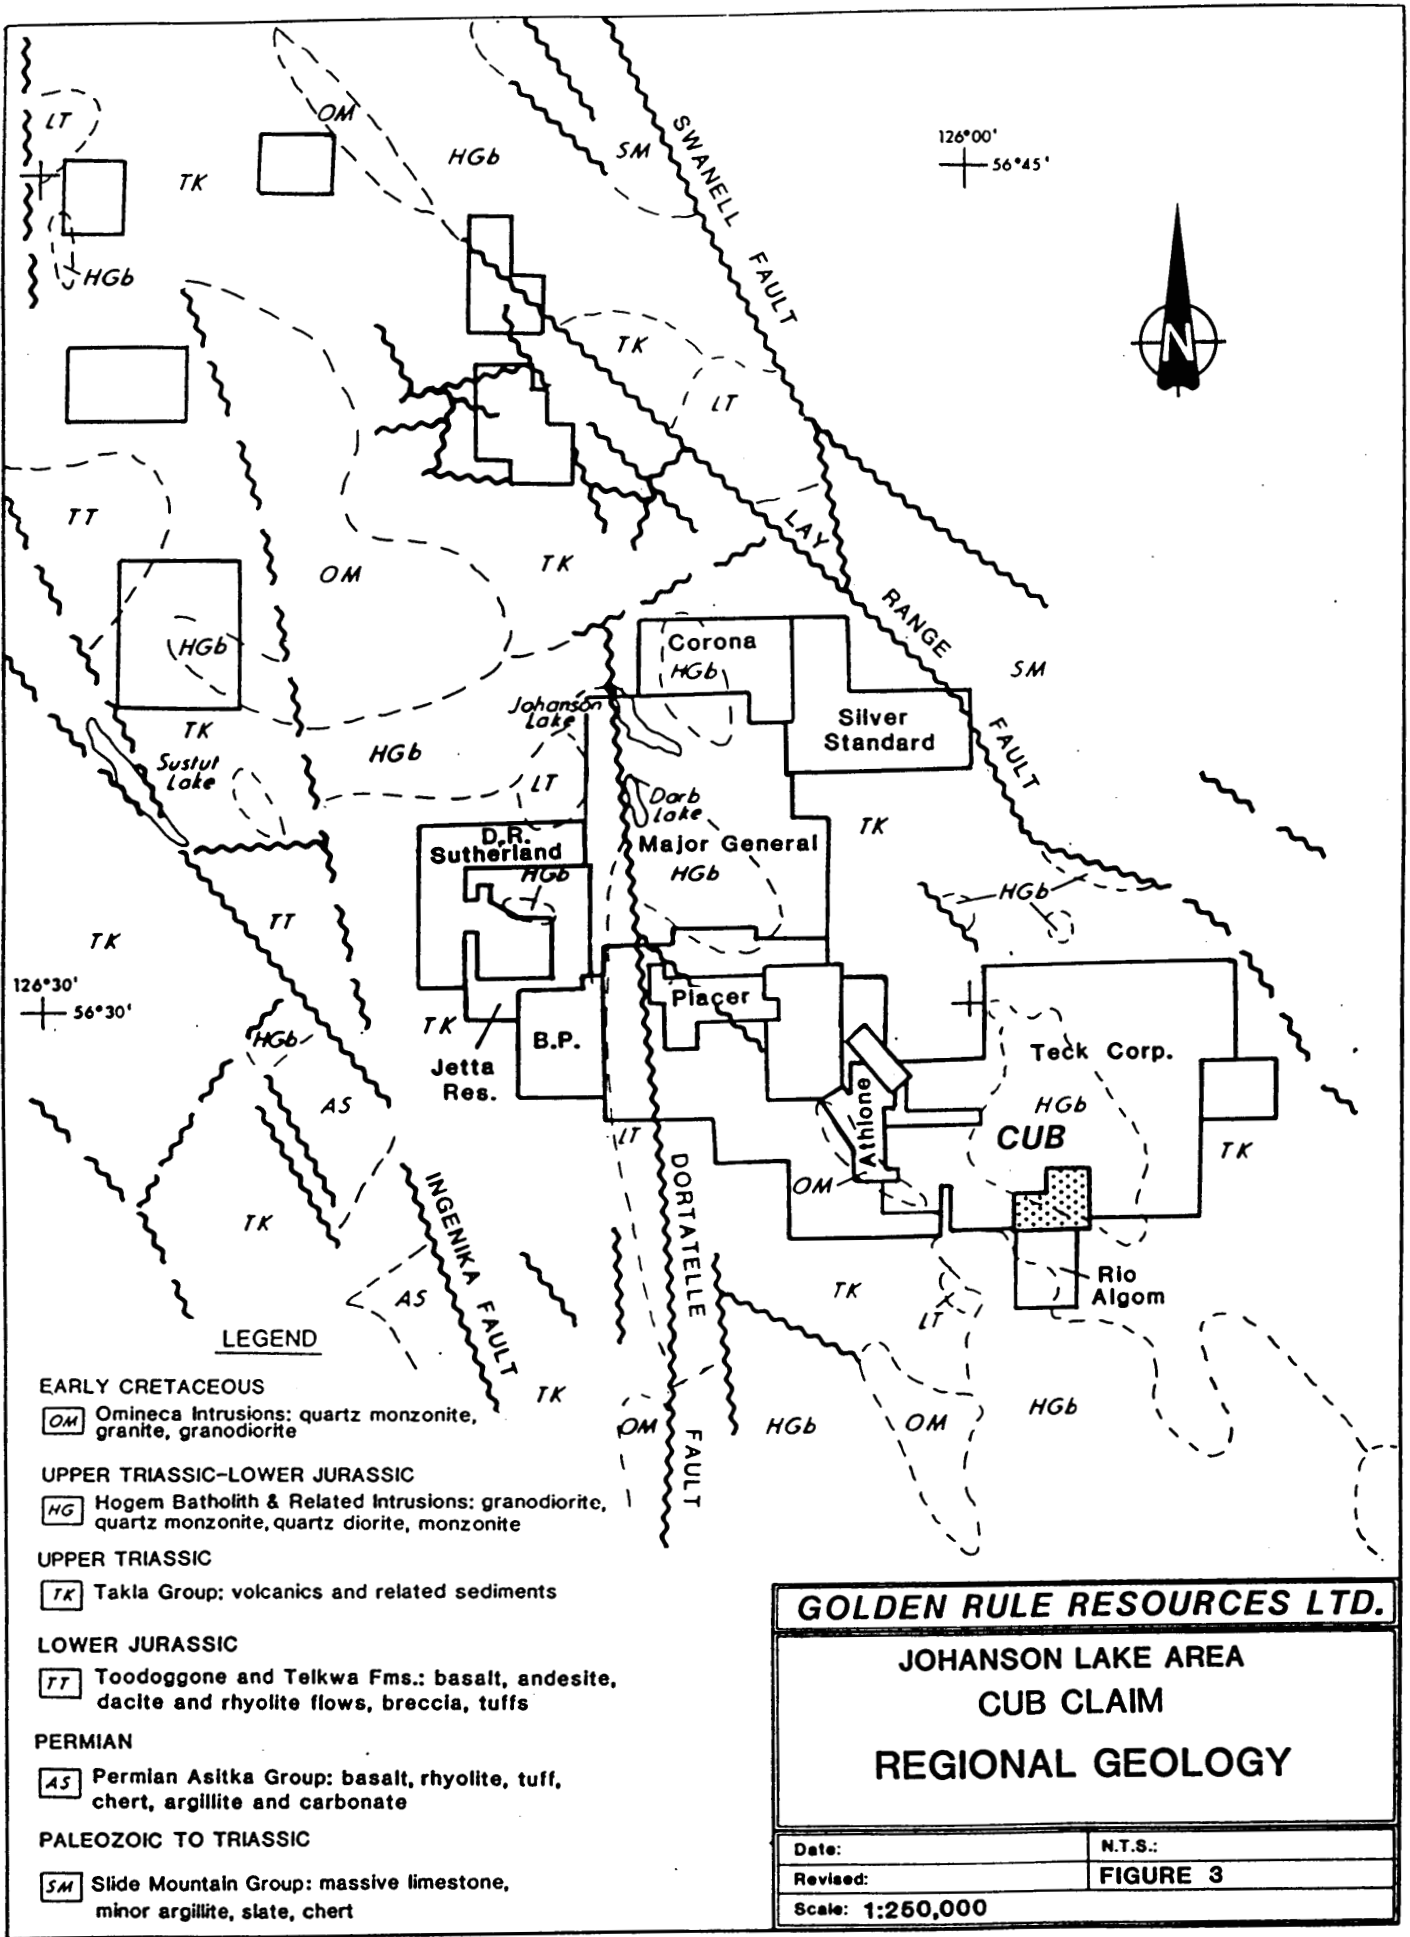 LT
OM
HGb
SM
SWANELL FAULT
126°00'
56°45'
TK
HGb
N
TK
LT
TT
LAY RANGE FAULT
OM
TK
HGb
Corona
HGb
SM
Johanson
Lake
Silver
Standard
TK
Sustut
Lake
HGb
LT
Darb
Lake
TK
D.R.
Sutherland
Major General
HGb
HGb
HGb
TT
TK
126°30'
56°30'
Placer
TK
B.P.
HGb
Jetta
Res.
Teck Corp.
Athlone
HGb
AS
CUB
LT
TK
OM
DORTATELLE FAULT
INGENIKA FAULT
TK
AS
TK
Rio
Algom
LT
TK
OM
HGb
OM
HGb
LEGEND
EARLY CRETACEOUS
OM Omineca Intrusions: quartz monzonite,
granite, granodiorite
UPPER TRIASSIC-LOWER JURASSIC
HG Hogem Batholith & Related Intrusions: granodiorite,
quartz monzonite, quartz diorite, monzonite
UPPER TRIASSIC
TK Takla Group: volcanics and related sediments
LOWER JURASSIC
TT Toodoggone and Telkwa Fms.: basalt, andesite,
dacite and rhyolite flows, breccia, tuffs
PERMIAN
AS Permian Asitka Group: basalt, rhyolite, tuff,
chert, argillite and carbonate
PALEOZOIC TO TRIASSIC
SM Slide Mountain Group: massive limestone,
minor argillite, slate, chert
GOLDEN RULE RESOURCES LTD.
JOHANSON LAKE AREA
CUB CLAIM
REGIONAL GEOLOGY
Date:
N.T.S.:
Revised:
FIGURE 3
Scale: 1:250,000